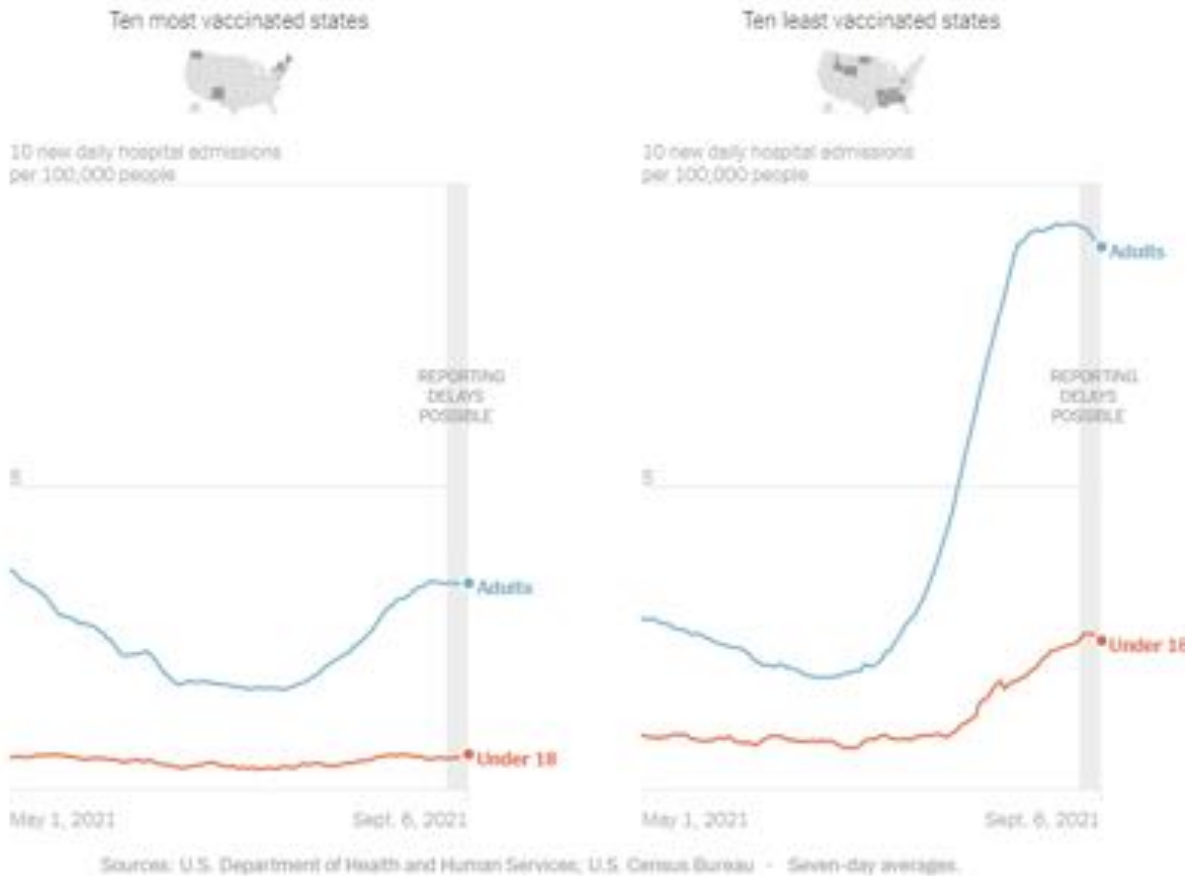 Ten most vaccinated states
10 new daily hospital admissions
per 100,000 people
REPORTING
DELAYS
POSSIBLE
5
Adults
Under 18
May 1, 2021
Sept. 6, 2021
Ten least vaccinated states
10 new daily hospital admissions
per 100,000 people
Adults
REPORTING
DELAYS
POSSIBLE
5
Under 18
May 1, 2021
Sept. 6, 2021
Sources: U.S. Department of Health and Human Services; U.S. Census Bureau · Seven-day averages.